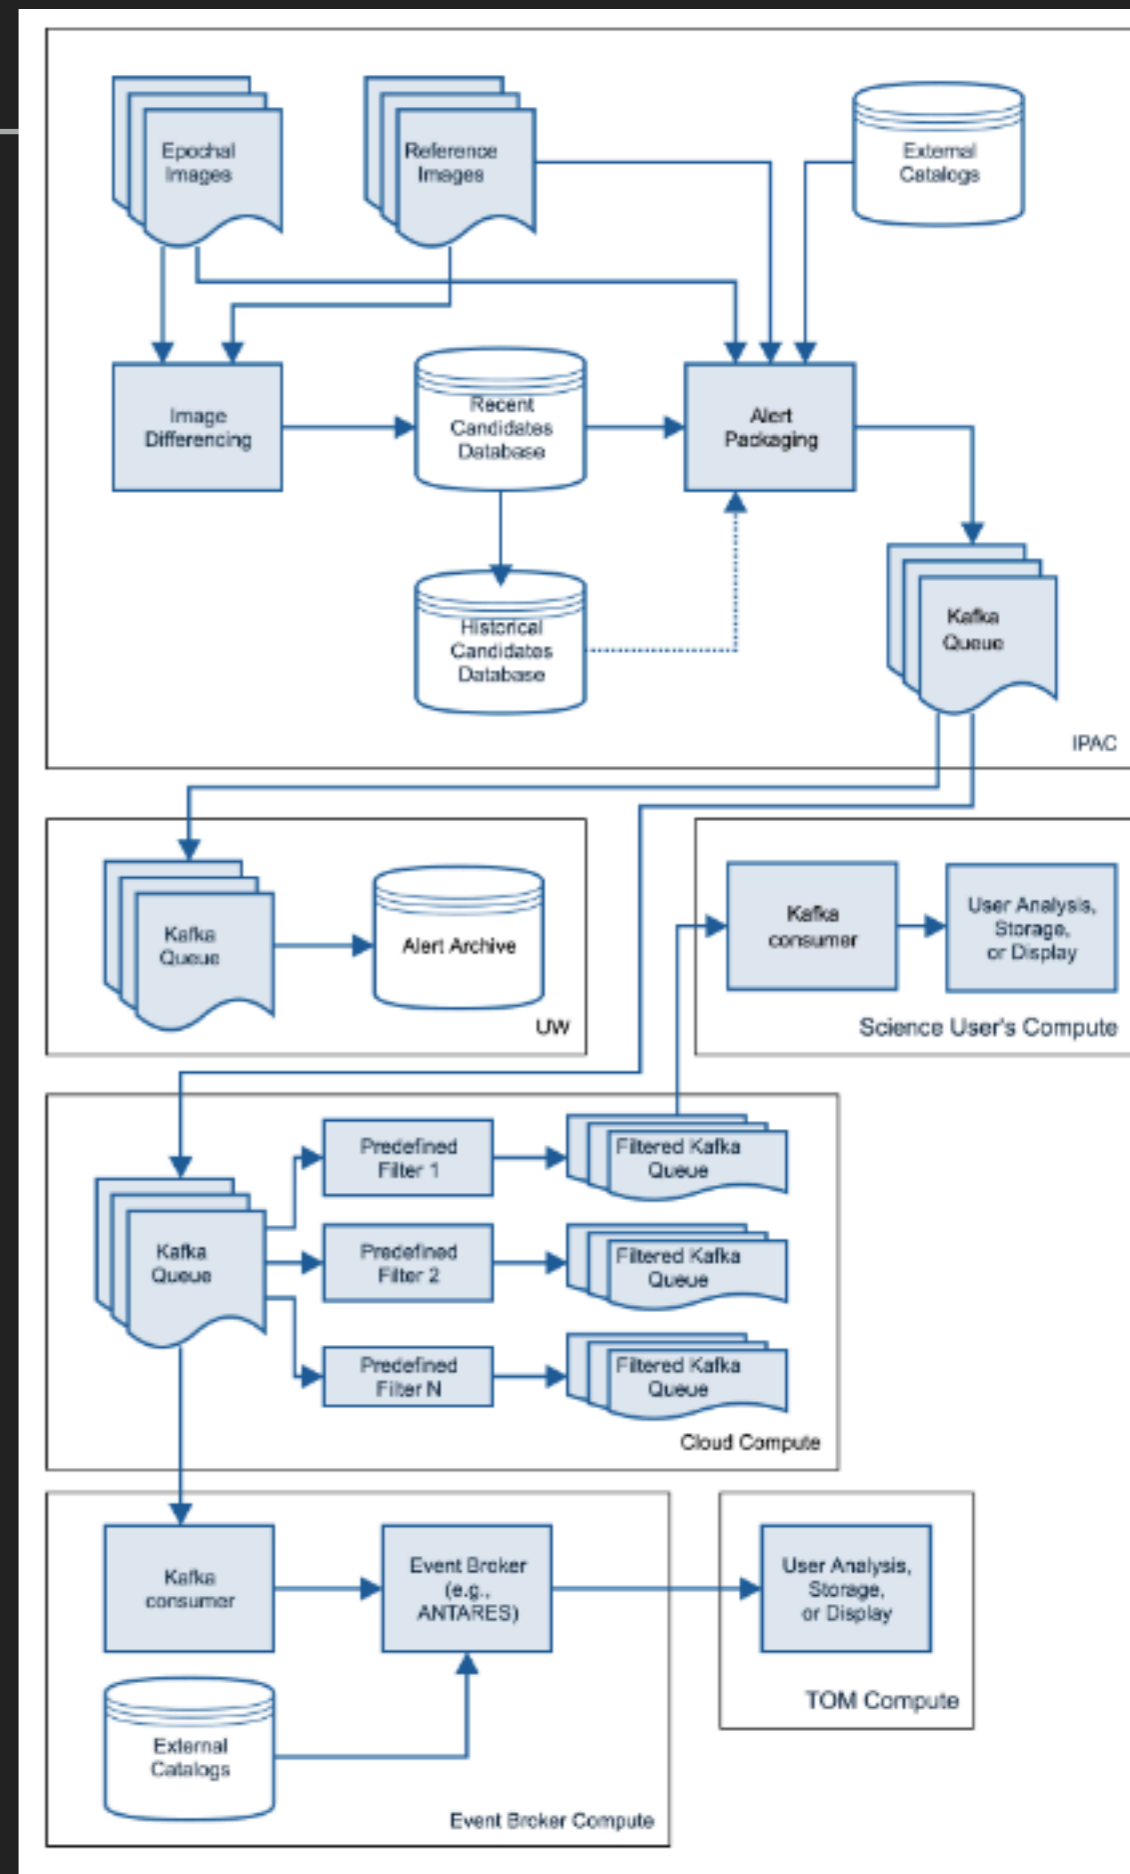 Epochal
Images
Reference
Images
External
Catalogs
Image
Differencing
Recent
Candidates
Database
Alert
Packaging
Historical
Candidates
Database
Kafka
Queue
IPAC
Kafka
Queue
Alert Archive
UW
Kafka
consumer
User Analysis,
Storage,
or Display
Science User's Compute
Kafka
Queue
Predefined
Filter 1
Filtered Kafka
Queue
Predefined
Filter 2
Filtered Kafka
Queue
Predefined
Filter N
Filtered Kafka
Queue
Cloud Compute
Kafka
consumer
Event Broker
(e.g.,
ANTARES)
External
Catalogs
Event Broker Compute
User Analysis,
Storage,
or Display
TOM Compute